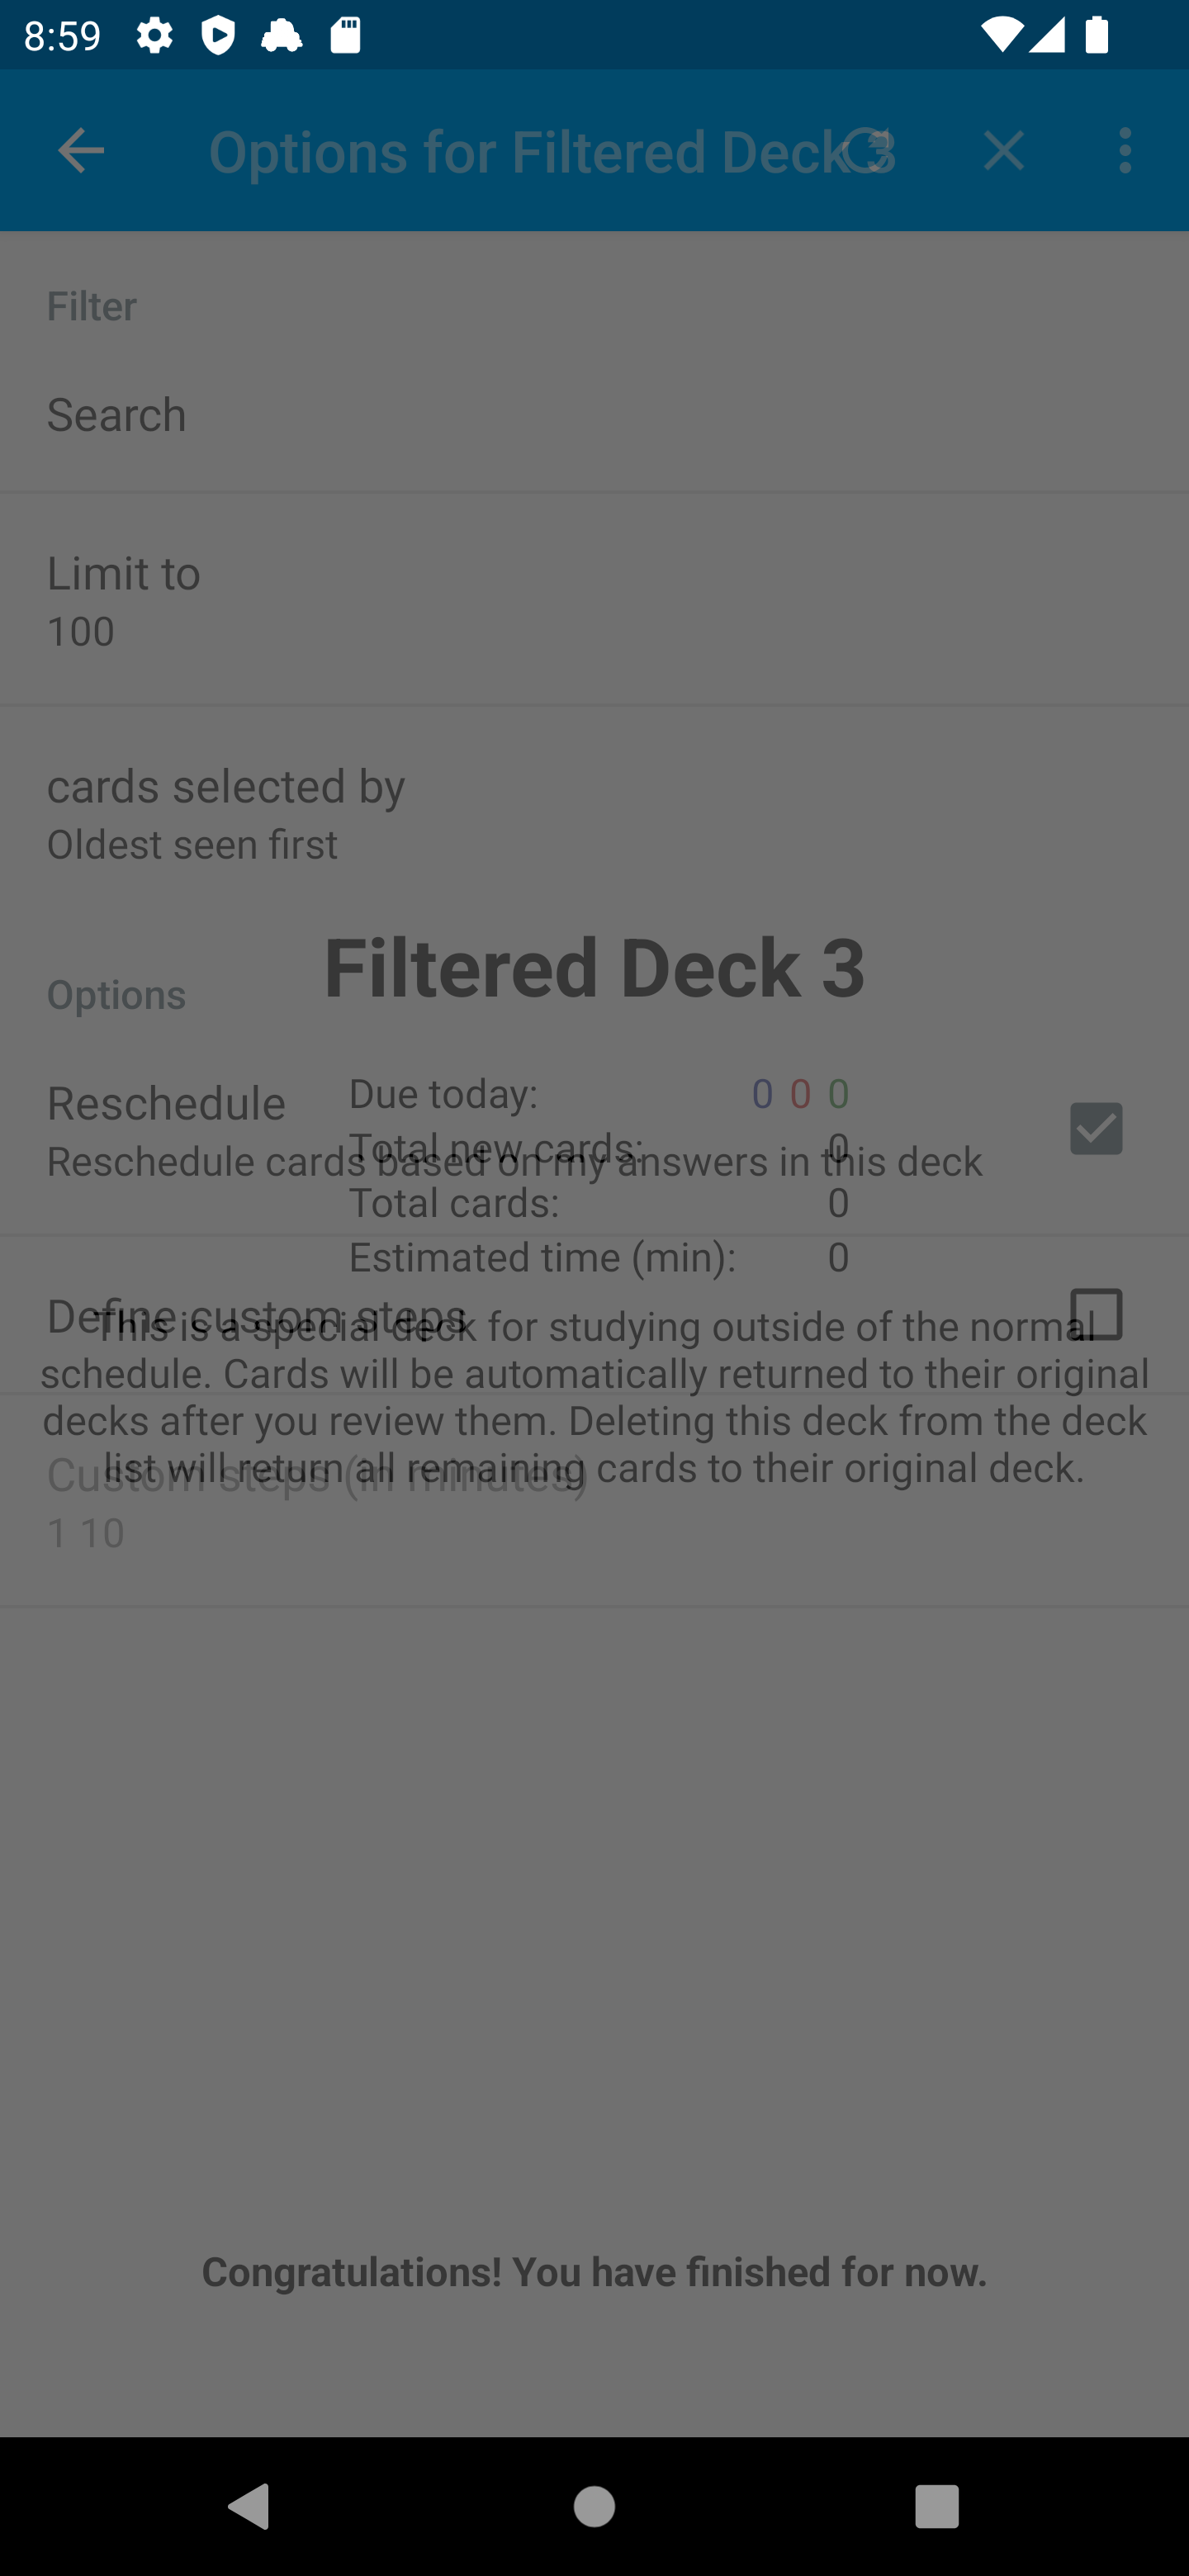 8:59
Options for Filtered Deck 3
Filter
Search
Limit to
100
cards selected by
Oldest seen first
Filtered Deck 3
Options
Due today: 0 0 0
Reschedule
Total new cards: 0
Reschedule cards based on my answers in this deck
Total cards: 0
Estimated time (min): 0
Define custom steps
This is a special deck for studying outside of the normal
schedule. Cards will be automatically returned to their original
decks after you review them. Deleting this deck from the deck
list will return all remaining cards to their original deck.
Custom steps (in minutes)
1 10
Congratulations! You have finished for now.